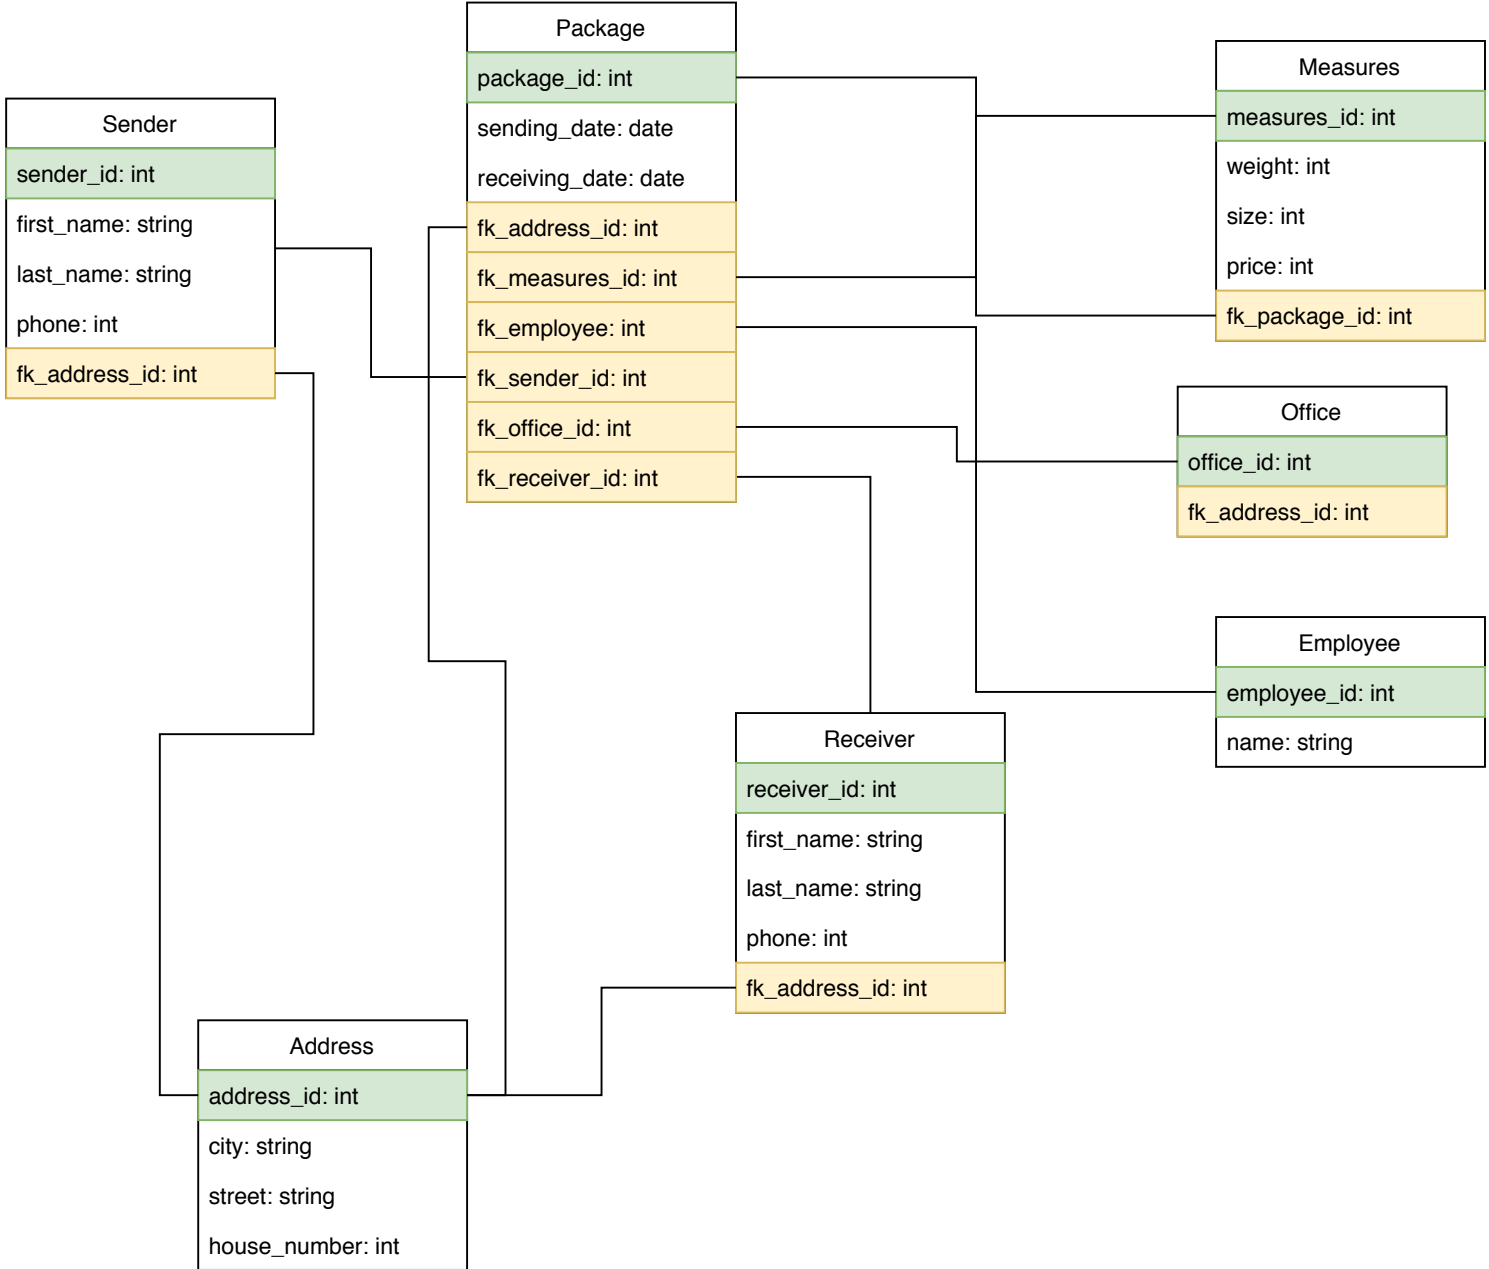 Package
package_id: int
sending_date: date
receiving_date: date
fk_address_id: int
fk_measures_id: int
fk_employee: int
fk_sender_id: int
fk_office_id: int
fk_receiver_id: int
Measures
measures_id: int
weight: int
size: int
price: int
fk_package_id: int
Sender
sender_id: int
first_name: string
last_name: string
phone: int
fk_address_id: int
Office
office_id: int
fk_address_id: int
Employee
employee_id: int
name: string
Receiver
receiver_id: int
first_name: string
last_name: string
phone: int
fk_address_id: int
Address
address_id: int
city: string
street: string
house_number: int